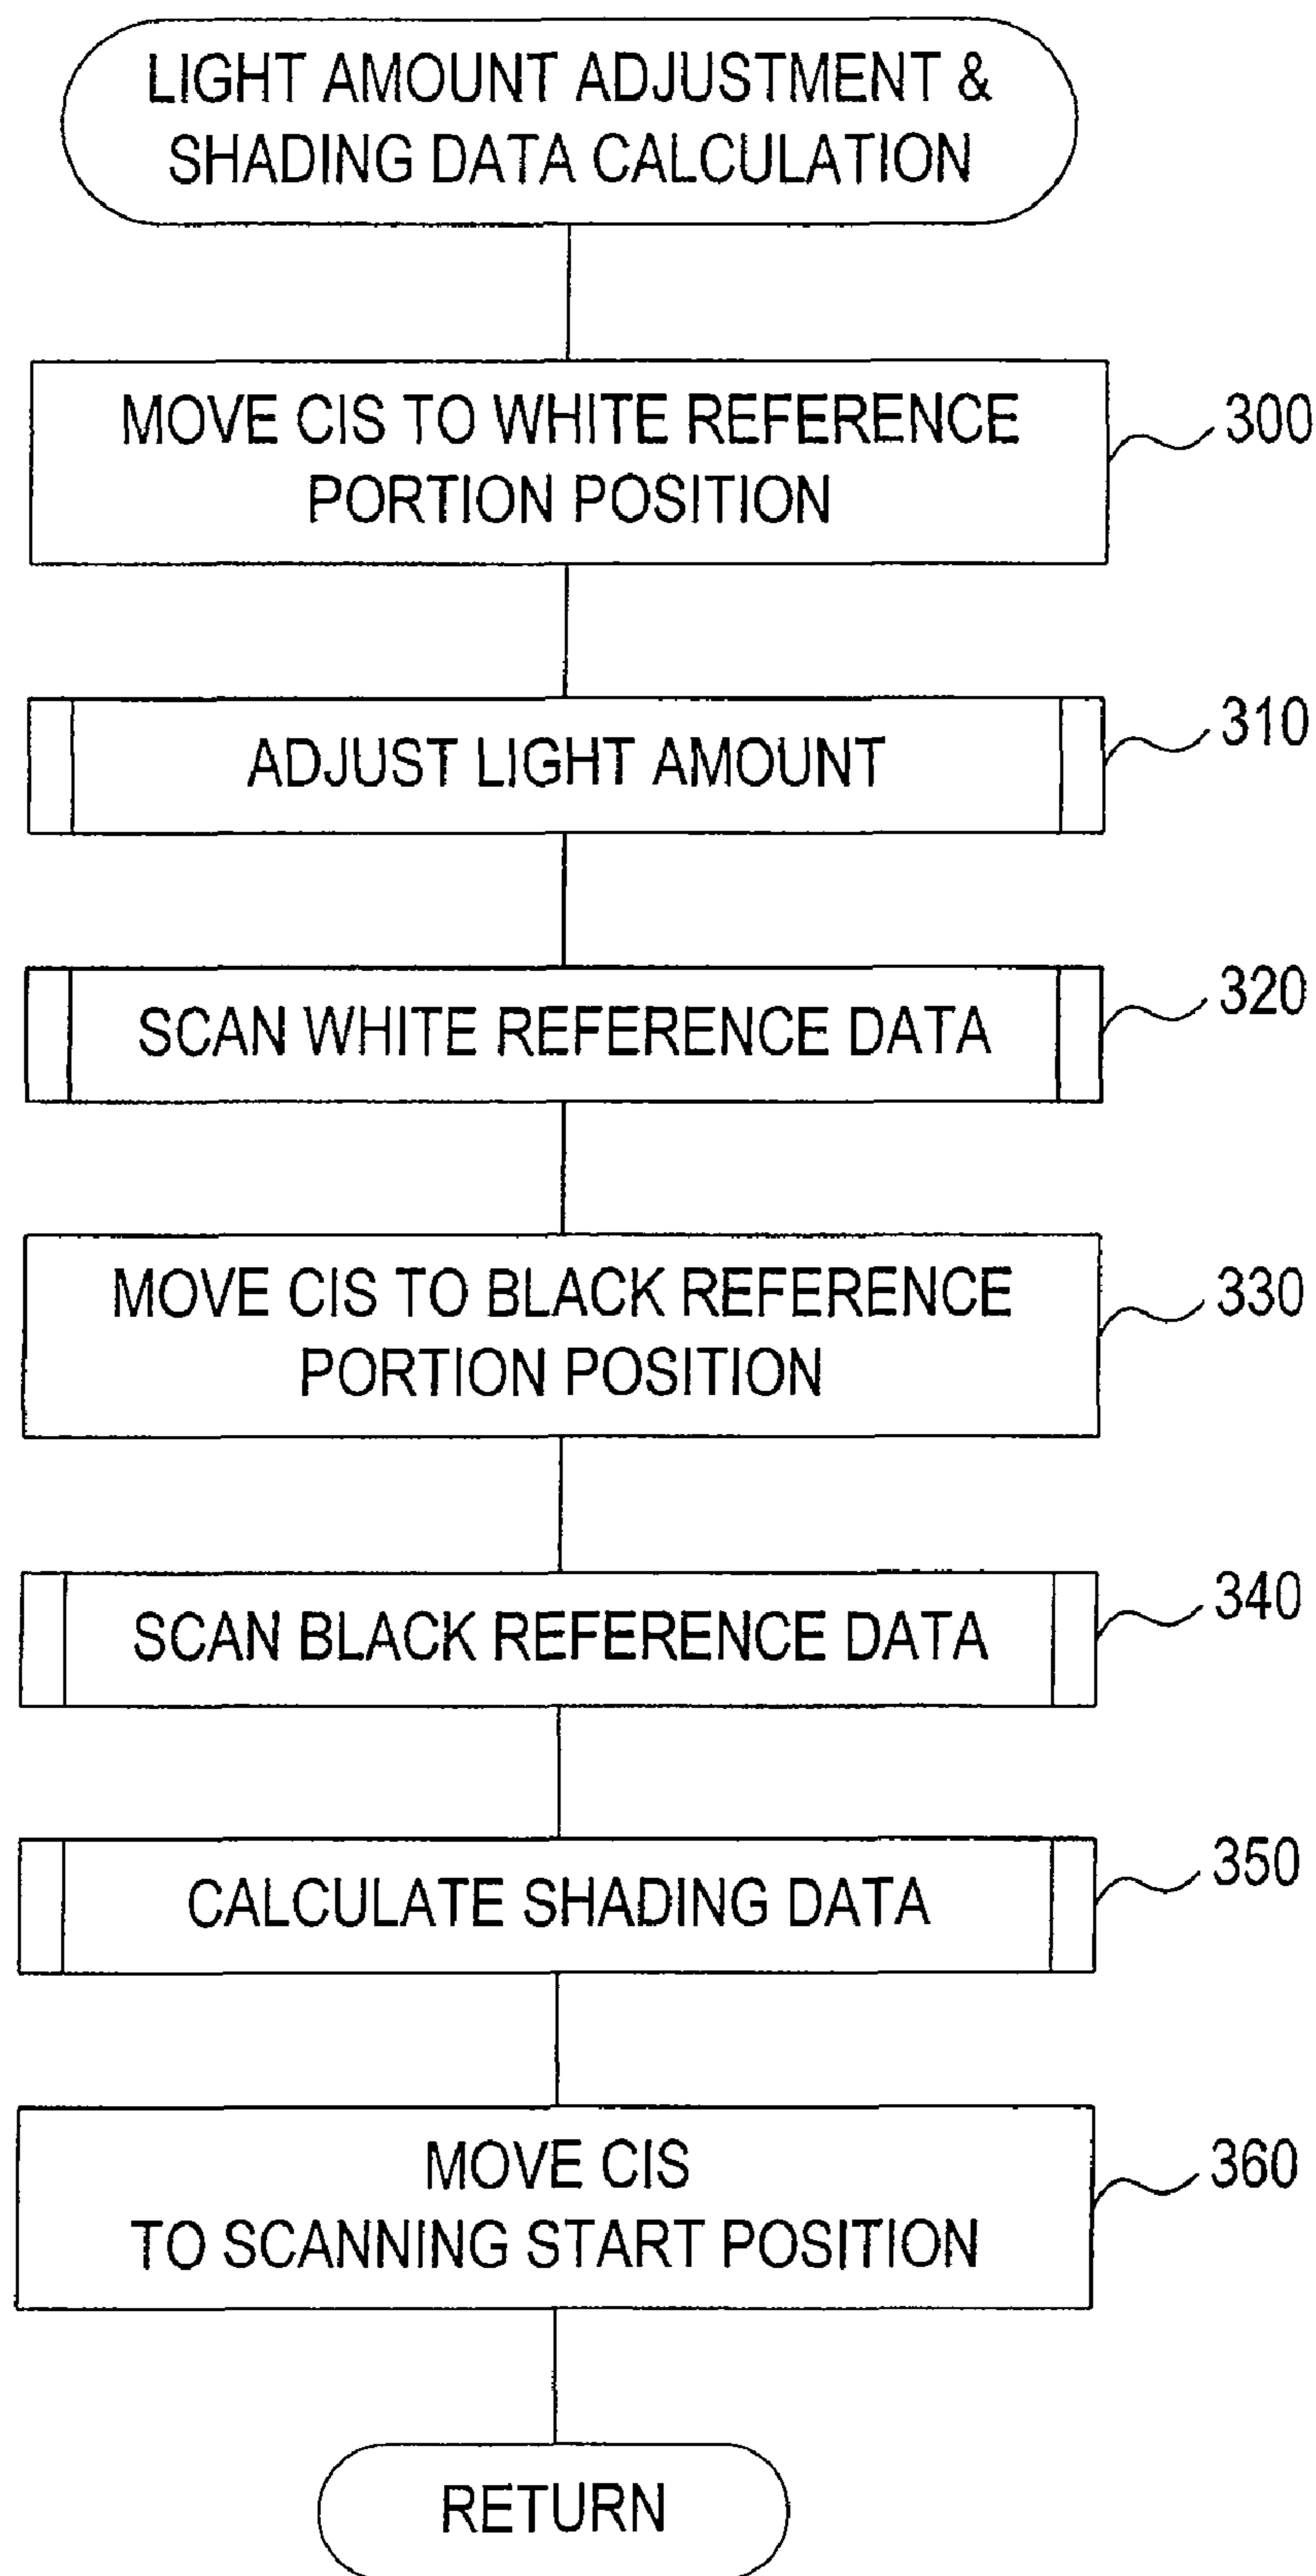 LIGHT AMOUNT ADJUSTMENT &
SHADING DATA CALCULATION
MOVE CIS TO WHITE REFERENCE
PORTION POSITION
300
ADJUST LIGHT AMOUNT
310
SCAN WHITE REFERENCE DATA
320
MOVE CIS TO BLACK REFERENCE
PORTION POSITION
330
SCAN BLACK REFERENCE DATA
340
CALCULATE SHADING DATA
350
MOVE CIS
TO SCANNING START POSITION
360
RETURN